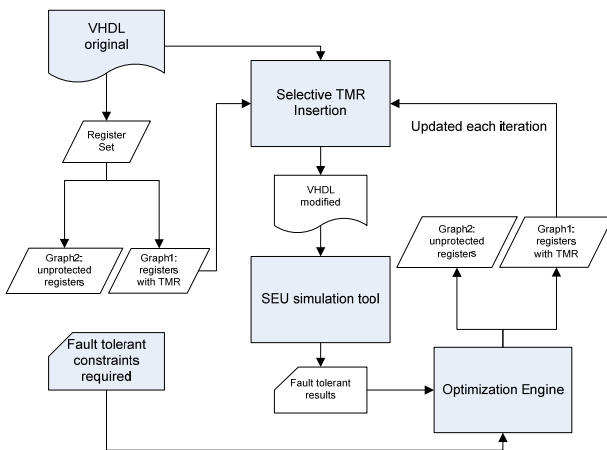 VHDL
original
Selective TMR
Insertion
Updated each iteration
Register
Set
VHDL
modified
Graph2:
unprotected
registers
Graph1:
registers
with TMR
Graph2:
unprotected
registers
Graph1:
registers
with TMR
SEU simulation tool
Fault tolerant
constraints
required
Fault tolerant
results
Optimization Engine